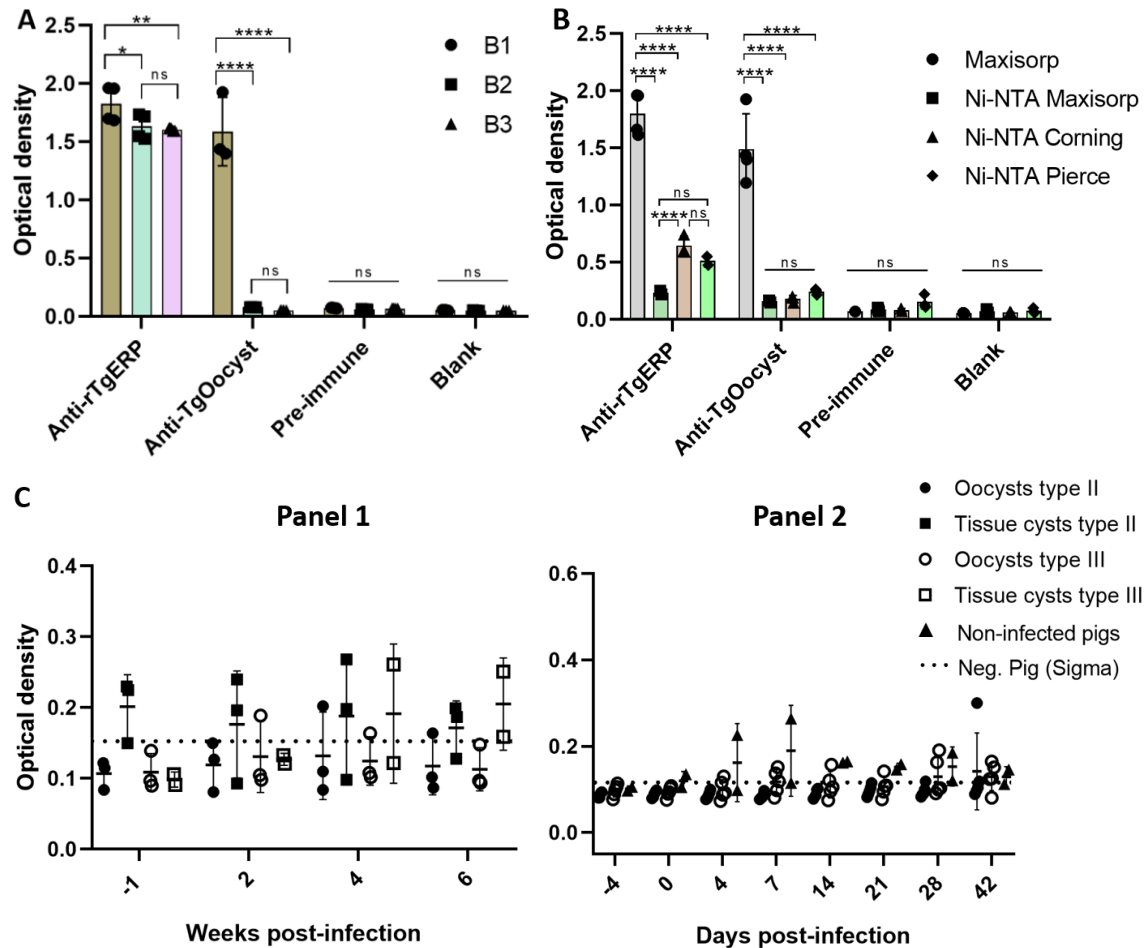 A
Optical density
2.5
2.0
1.5
1.0
0.5
0.0
**
*
ns
****
****
ns
ns
ns
B1
B2
B3
Anti-rTgERP
Anti-TgOocyst
Pre-immune
Blank
B
Optical density
2.5
2.0
1.5
1.0
0.5
0.0
****
****
****
ns
**** ns
****
****
****
ns
ns
ns
Maxisorp
Ni-NTA Maxisorp
Ni-NTA Corning
Ni-NTA Pierce
Anti-rTgERP
Anti-TgOocyst
Pre-immune
Blank
C
Panel 1
Optical density
0.4
0.3
0.2
0.1
0.0
-1
2
4
6
Weeks post-infection
Panel 2
0.6
0.4
0.2
0.0
-4
0
4
7
14
21
28
42
Days post-infection
Oocysts type II
Tissue cysts type II
Oocysts type III
Tissue cysts type III
Non-infected pigs
Neg. Pig (Sigma)